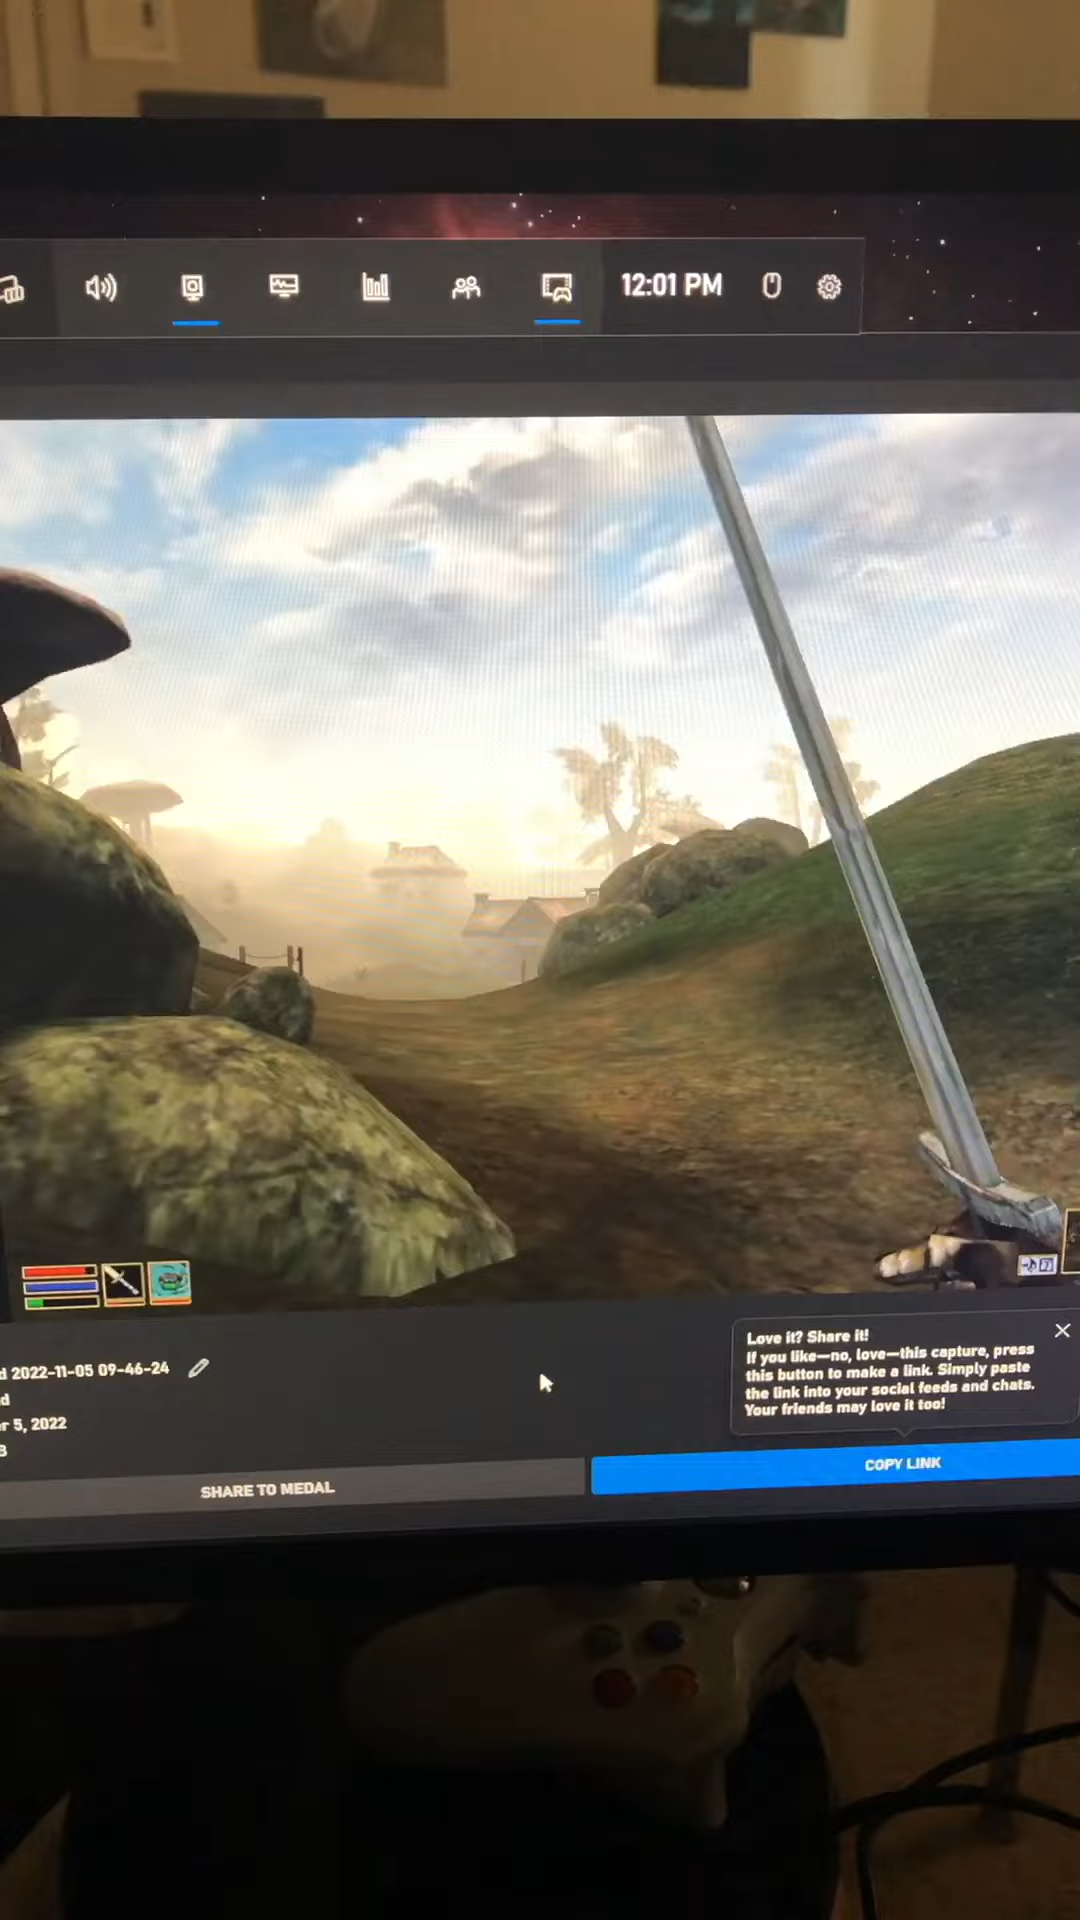 12:01 PM
d 2022-11-05 09-46-24
d
r 5, 2022
B
Love it? Share it!
If you like—no, love—this capture, press
this button to make a link. Simply paste
the link into your social feeds and chats.
Your friends may love it too!
SHARE TO MEDAL
COPY LINK